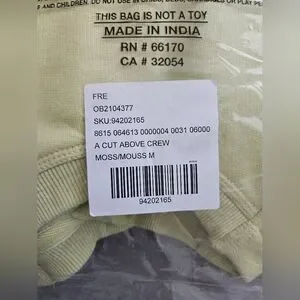 THIS BAG IS NOT A TOY
MADE IN INDIA
RN # 66170
CA # 32054
FRE
OB2104377
SKU:94202165
8615 064613 0000004 0031 06000
A CUT ABOVE CREW
MOSS/MOUSS M
94202165